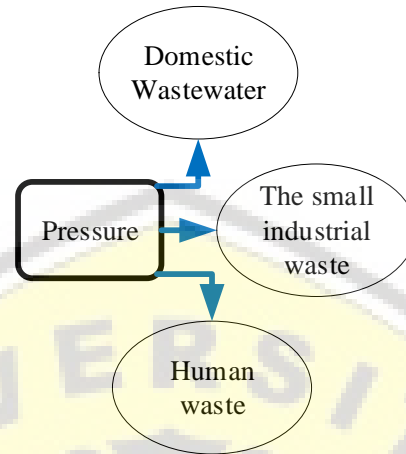 Domestic
Wastewater
Pressure
The small
industrial
waste
Human
waste